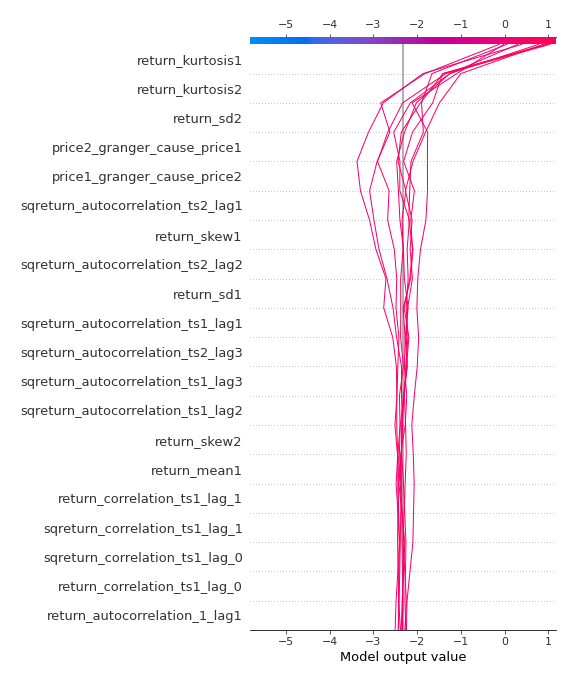 −5 −4 −3 −2 −1 0 1
return_kurtosis1
return_kurtosis2
return_sd2
price2_granger_cause_price1
price1_granger_cause_price2
sqreturn_autocorrelation_ts2_lag1
return_skew1
sqreturn_autocorrelation_ts2_lag2
return_sd1
sqreturn_autocorrelation_ts1_lag1
sqreturn_autocorrelation_ts2_lag3
sqreturn_autocorrelation_ts1_lag3
sqreturn_autocorrelation_ts1_lag2
return_skew2
return_mean1
return_correlation_ts1_lag_1
sqreturn_correlation_ts1_lag_1
sqreturn_correlation_ts1_lag_0
return_correlation_ts1_lag_0
return_autocorrelation_1_lag1
−5 −4 −3 −2 −1 0 1
Model output value